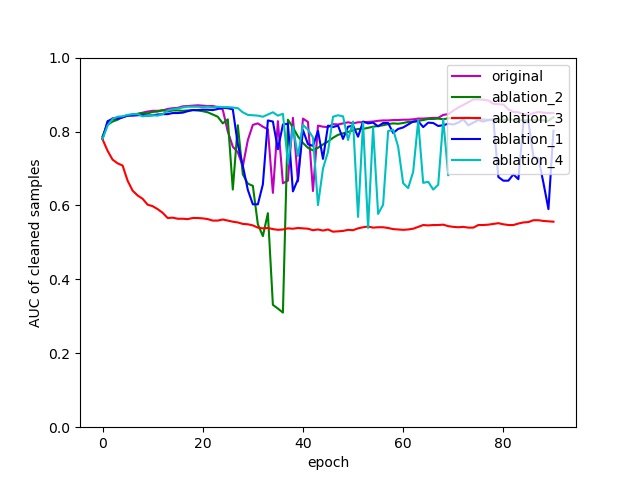 original
ablation_2
ablation_3
ablation_1
ablation_4
AUC of cleaned samples
1.0
0.8
0.6
0.4
0.2
0.0
0 20 40 60 80
epoch